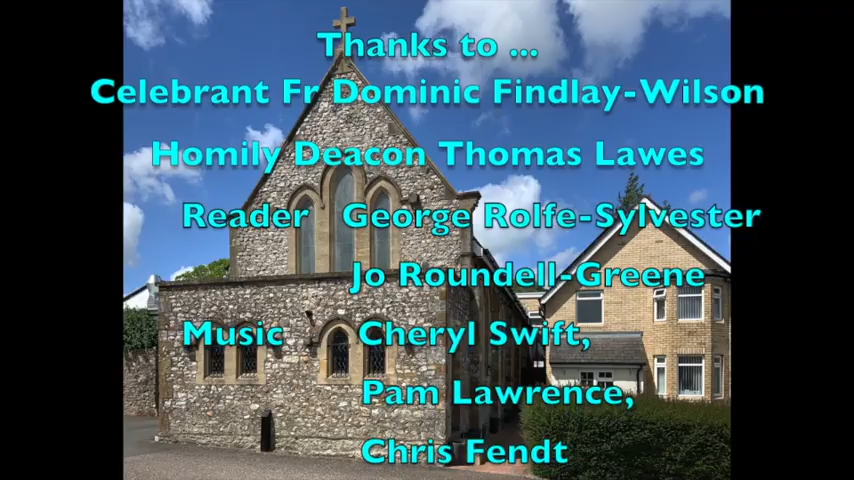 Thanks to ...
Celebrant Fr Dominic Findlay-Wilson
Homily Deacon Thomas Lawes
Reader George Rolfe-Sylvester
Jo Roundell-Greene
Music Cheryl Swift,
Pam Lawrence,
Chris Fendt